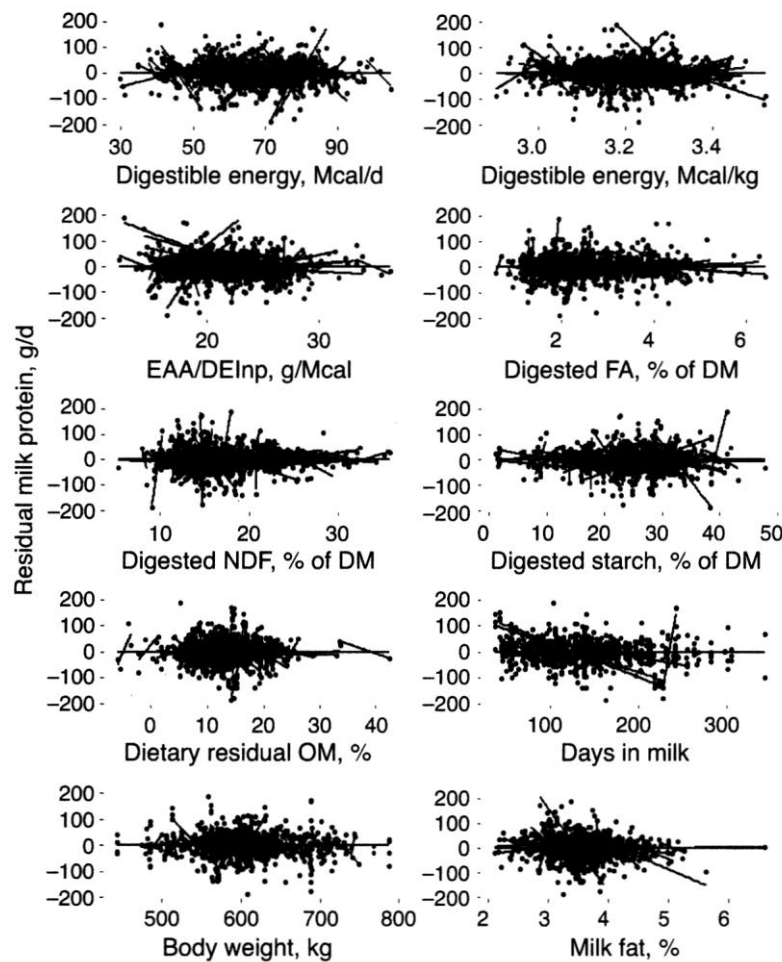 Residual milk protein, g/d
200
100
0
−100
−200
30 50 70 90
Digestible energy, Mcal/d
200
100
0
−100
−200
3.0 3.2 3.4
Digestible energy, Mcal/kg
200
100
0
−100
−200
20 30
EAA/DEInp, g/Mcal
200
100
0
−100
−200
2 4 6
Digested FA, % of DM
200
100
0
−100
−200
10 20 30
Digested NDF, % of DM
200
100
0
−100
−200
0 10 20 30 40 50
Digested starch, % of DM
200
100
0
−100
−200
0 10 20 30 40
Dietary residual OM, %
200
100
0
−100
−200
100 200 300
Days in milk
200
100
0
−100
−200
500 600 700 800
Body weight, kg
200
100
0
−100
−200
2 3 4 5 6
Milk fat, %